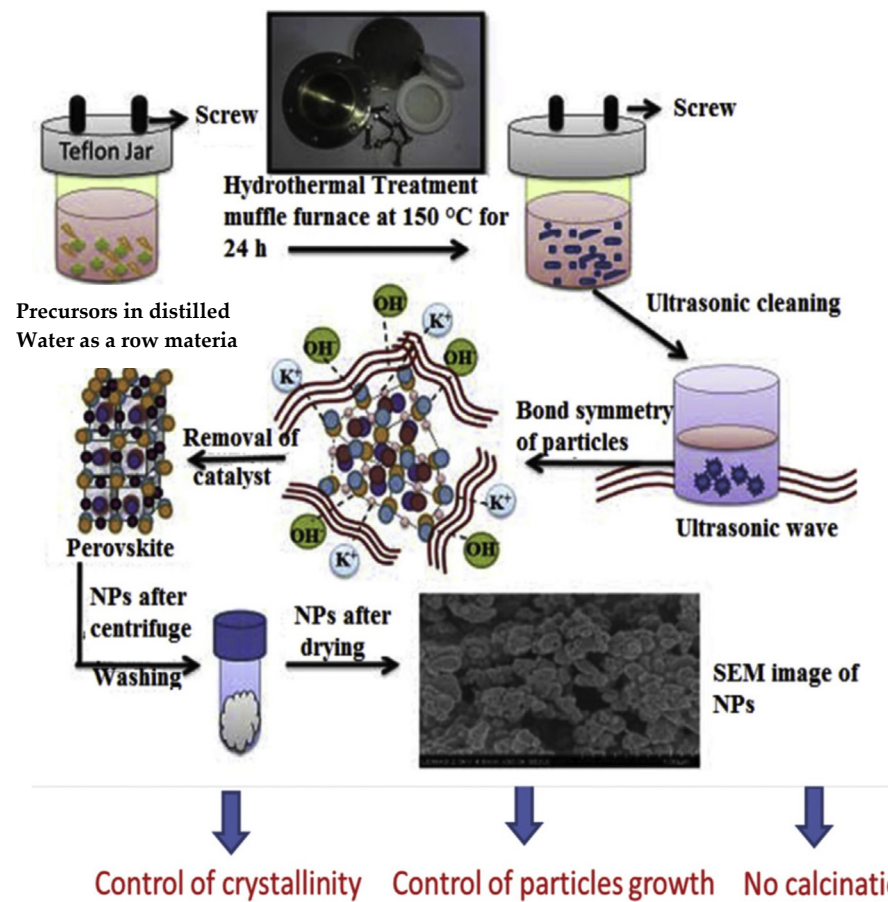 Screw
Teflon Jar
Screw
Hydrothermal Treatment
muffle furnace at 150 °C for
24 h
Precursors in distilled
Water as a row materia
Ultrasonic cleaning
OH⁻
K⁺
OH⁻
OH⁻
K⁺
Bond symmetry
of particles
Removal of
catalyst
K⁺
OH⁻
OH⁻
K⁺
Ultrasonic wave
Perovskite
NPs after
centrifuge
Washing
NPs after
drying
SEM image of
NPs
Control of crystallinity
Control of particles growth
No calcinatio